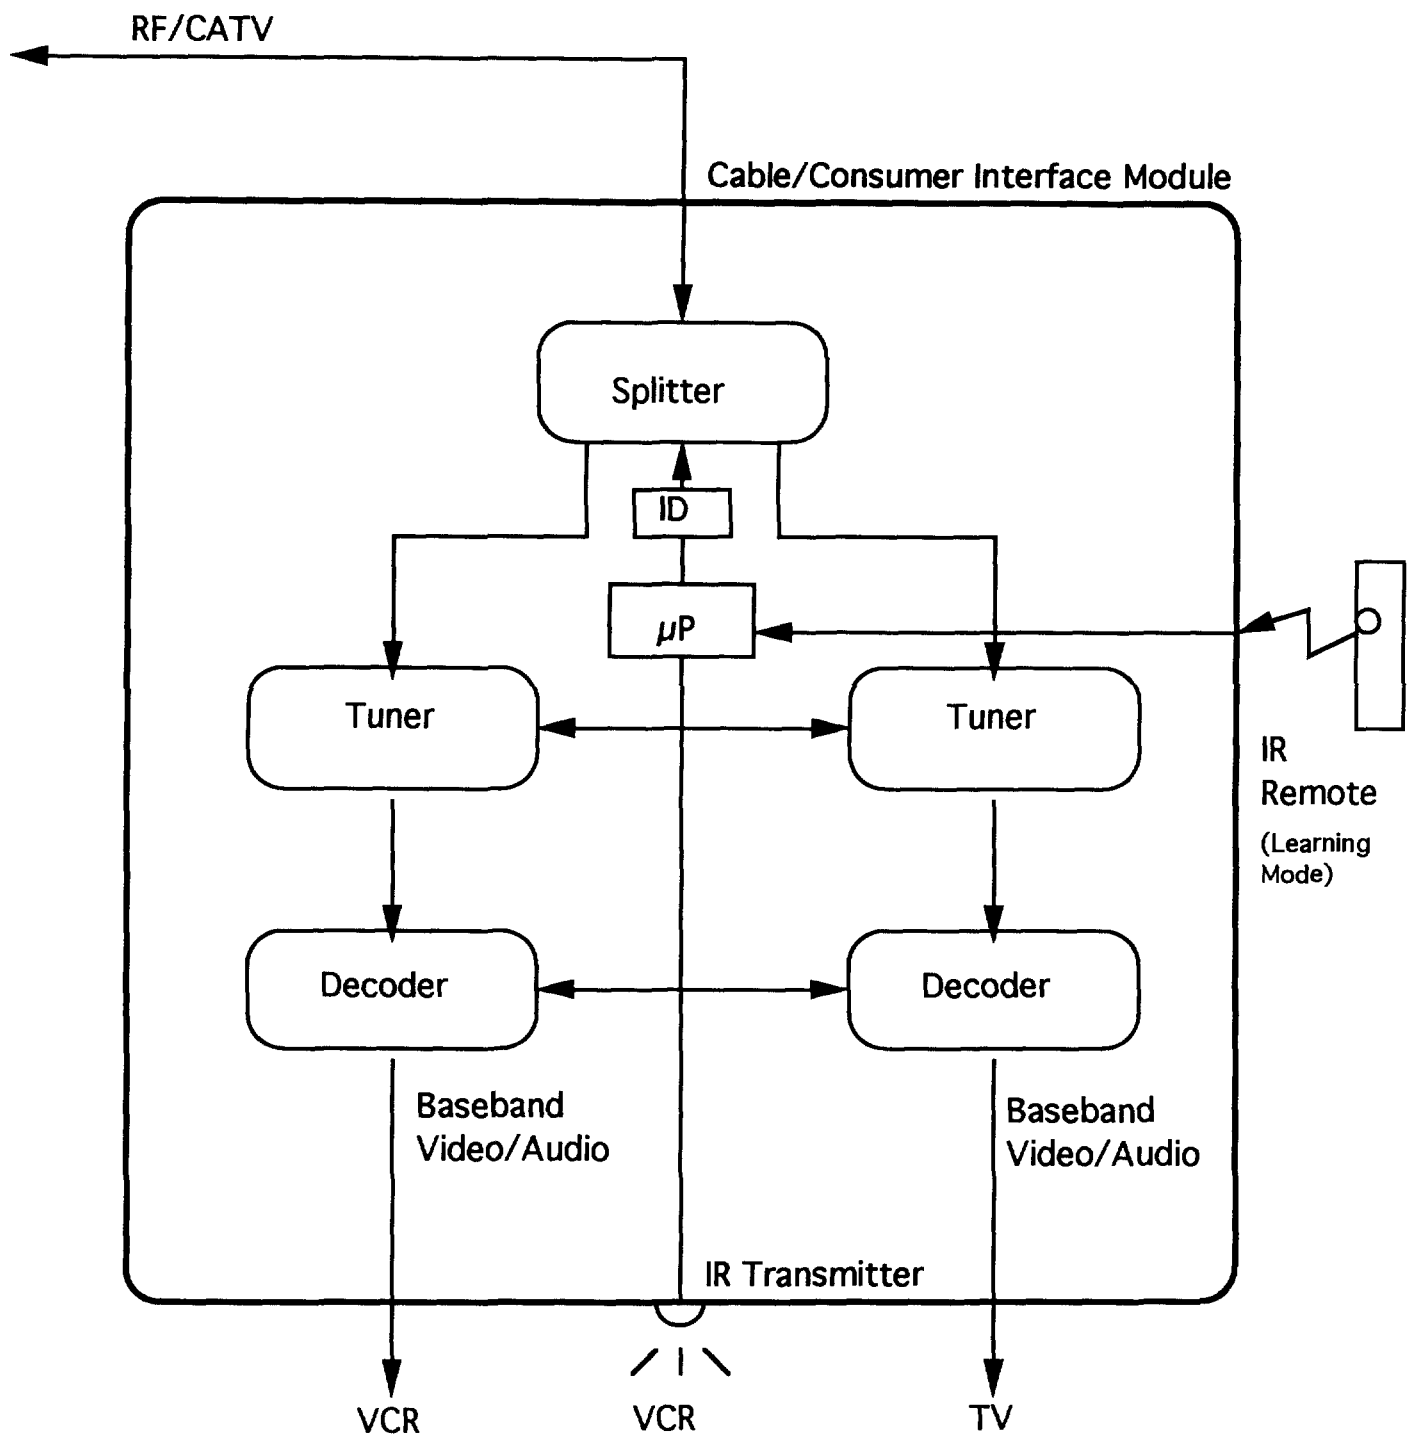 RF/CATV
Cable/Consumer Interface Module
Splitter
ID
µP
Tuner
Tuner
IR
Remote
(Learning
Mode)
Decoder
Decoder
Baseband
Video/Audio
Baseband
Video/Audio
IR Transmitter
VCR
VCR
TV